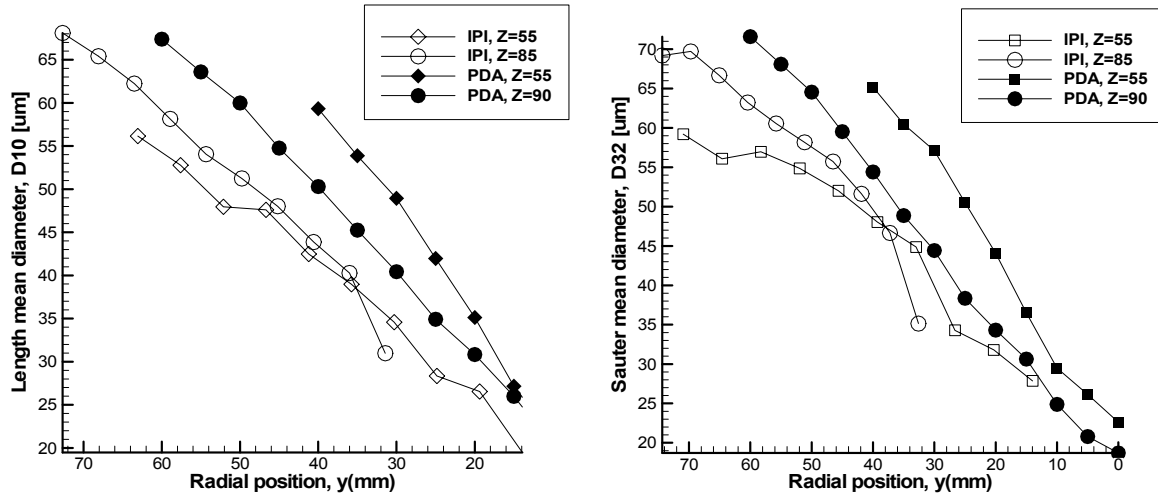 Length mean diameter, D10 [um]
65
60
55
50
45
40
35
30
25
20
70 60 50 40 30 20
Radial position, y(mm)
IPI, Z=55
IPI, Z=85
PDA, Z=55
PDA, Z=90
Sauter mean diameter, D32 [um]
70
65
60
55
50
45
40
35
30
25
20
70 60 50 40 30 20 10 0
Radial position, y(mm)
IPI, Z=55
IPI, Z=85
PDA, Z=55
PDA, Z=90